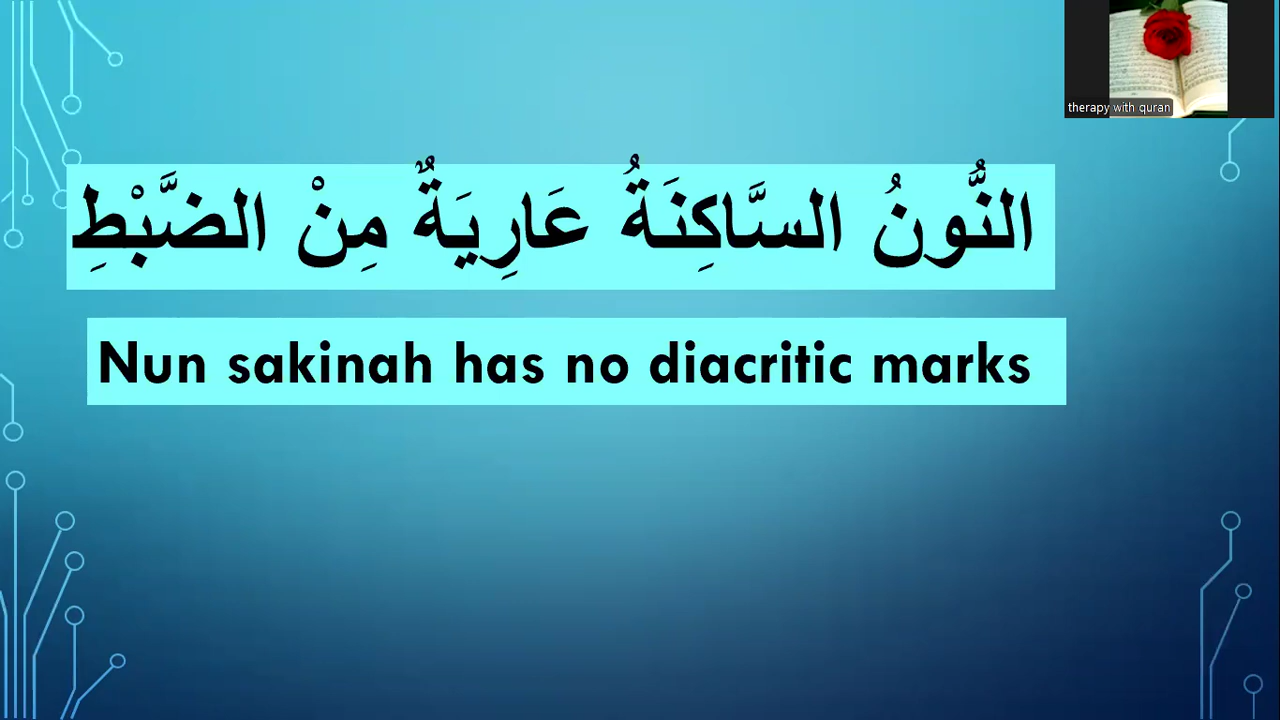 therapy with quran
النُّونُ السَّاكِنَةُ عَارِيَةٌ مِنْ الضَّبْطِ
Nun sakinah has no diacritic marks